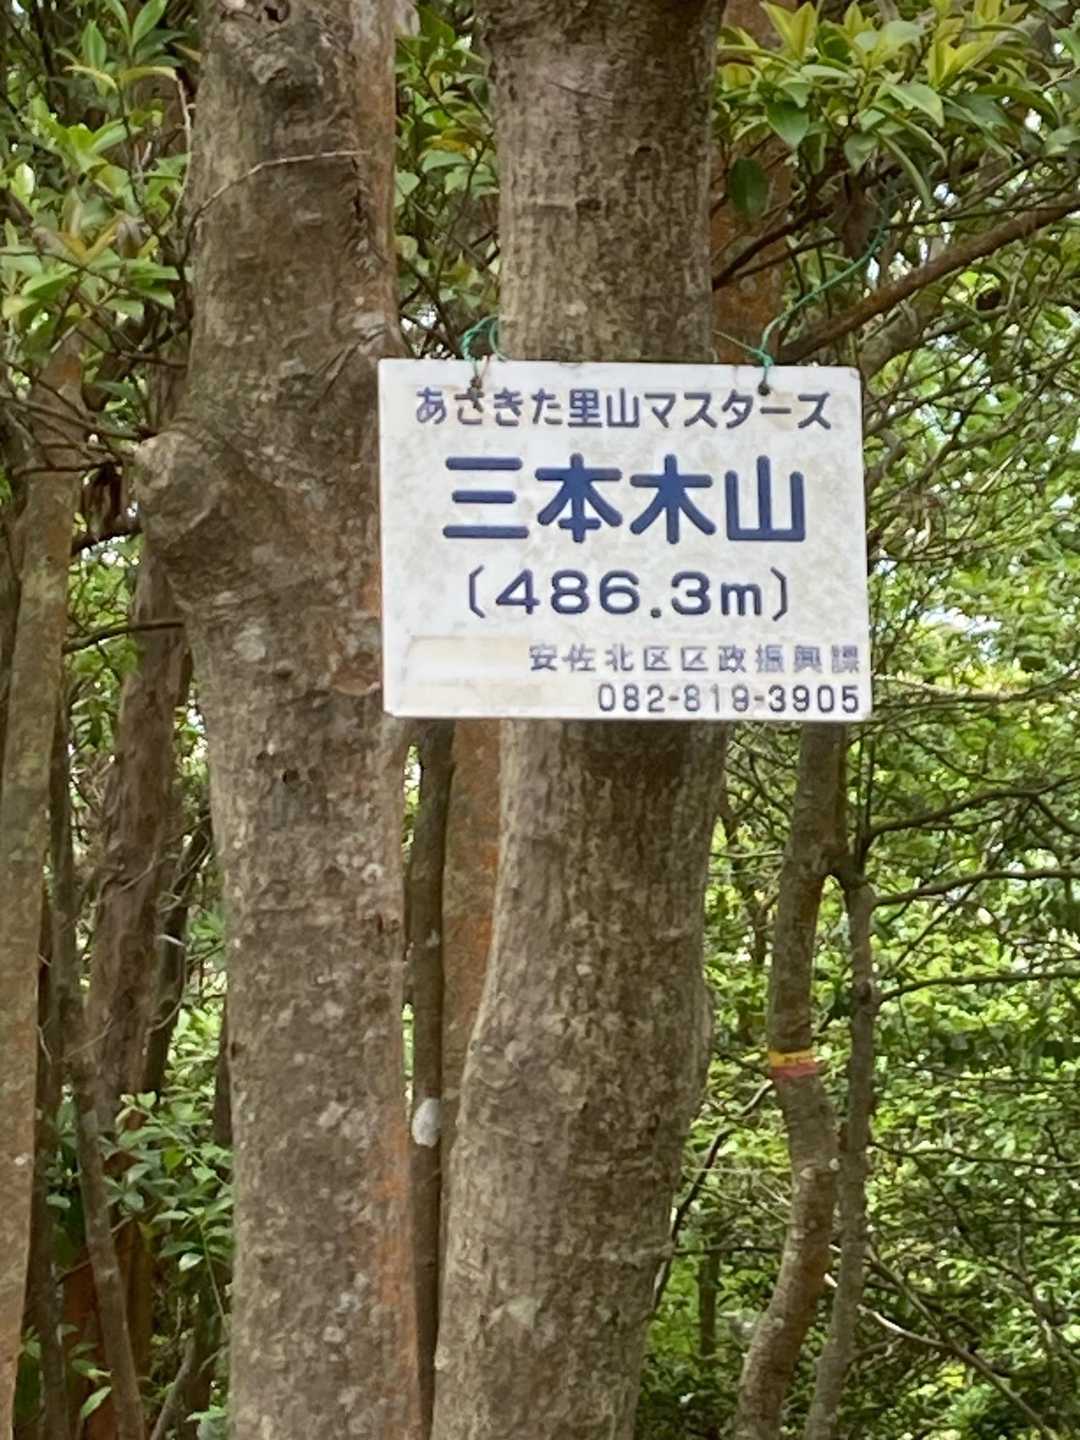 あさきた里山マスターズ
三本木山
〔486.3m〕
安佐北区区政振興課
082-819-3905